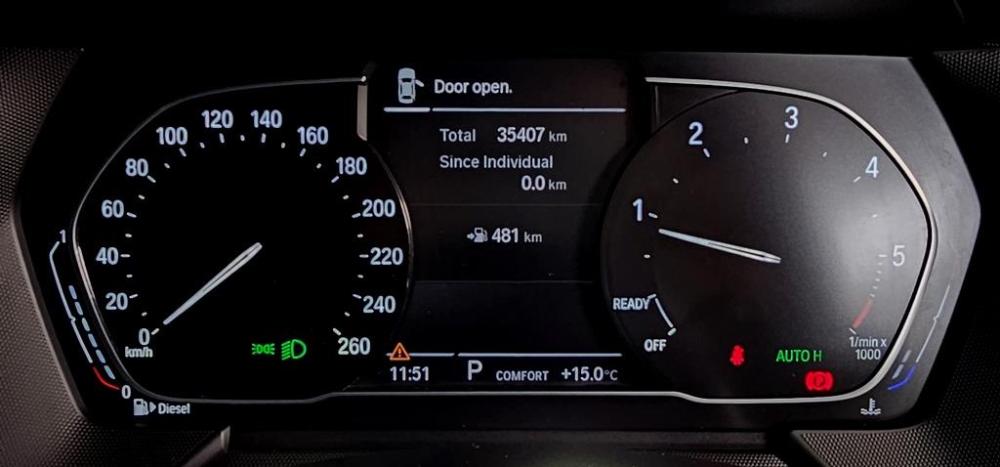 Door open.
Total 35407 km
Since Individual
0.0 km
481 km
0
20
40
60
80
100
120
140
160
180
200
220
240
260
km/h
1
0
Diesel
11:51
P COMFORT +15.0°C
OFF
READY
1
2
3
4
5
1/min x
1000
AUTO H
P